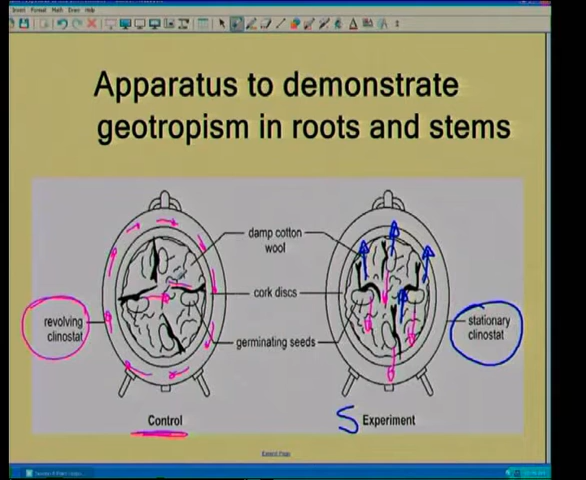 Apparatus to demonstrate
geotropism in roots and stems
damp cotton
wool
cork discs
germinating seeds
revolving
clinostat
stationary
clinostat
Control
S Experiment